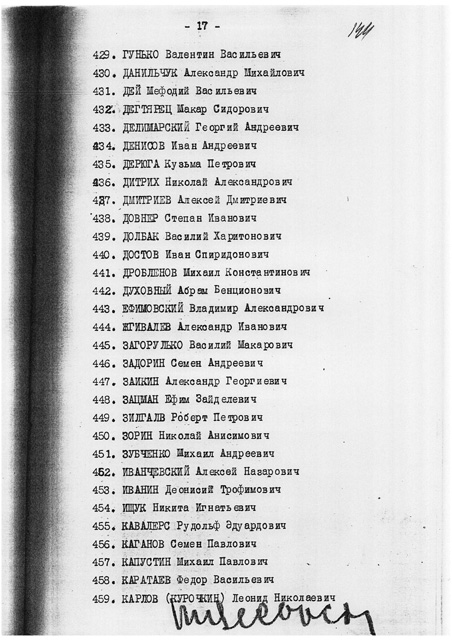 - 17 -
144
429. ГУНЬКО Валентин Васильевич
430. ДАНИЛЬЧУК Александр Михайлович
431. ДЕЙ Мефодий Васильевич
432. ДЕГТЯРЕЦ Макар Сидорович
433. ДЕЛИМАРСКИЙ Георгий Андреевич
434. ДЕНИСОВ Иван Андреевич
435. ДЕРЮГА Кузьма Петрович
436. ДИТРИХ Николай Александрович
437. ДМИТРИЕВ Алексей Дмитриевич
438. ДОВНЕР Степан Иванович
439. ДОЛБАК Василий Харитонович
440. ДОСТОВ Иван Спиридонович
441. ДРОБЛЕНОВ Михаил Константинович
442. ДУХОВНЫЙ Абрам Бенционович
443. ЕФИМОВСКИЙ Владимир Александрович
444. ЖГИВАЛЕВ Александр Иванович
445. ЗАГОРУЛЬКО Василий Макарович
446. ЗАДОРИН Семен Андреевич
447. ЗАИКИН Александр Георгиевич
448. ЗАЦМАН Ефим Зайделевич
449. ЗИЛГАЛВ Роберт Петрович
450. ЗОРИН Николай Анисимович
451. ЗУБЧЕНКО Михаил Андреевич
452. ИВАНЧЕВСКИЙ Алексей Назарович
453. ИВАНИН Деонисий Трофимович
454. ИЩУК Никита Игнатьевич
455. КАВАЛЕРС Рудольф Эдуардович
456. КАГАНОВ Семен Павлович
457. КАПУСТИН Михаил Павлович
458. КАРАТАЕВ Федор Васильевич
459. КАРЛОВ (КУРОЧКИН) Леонид Николаевич